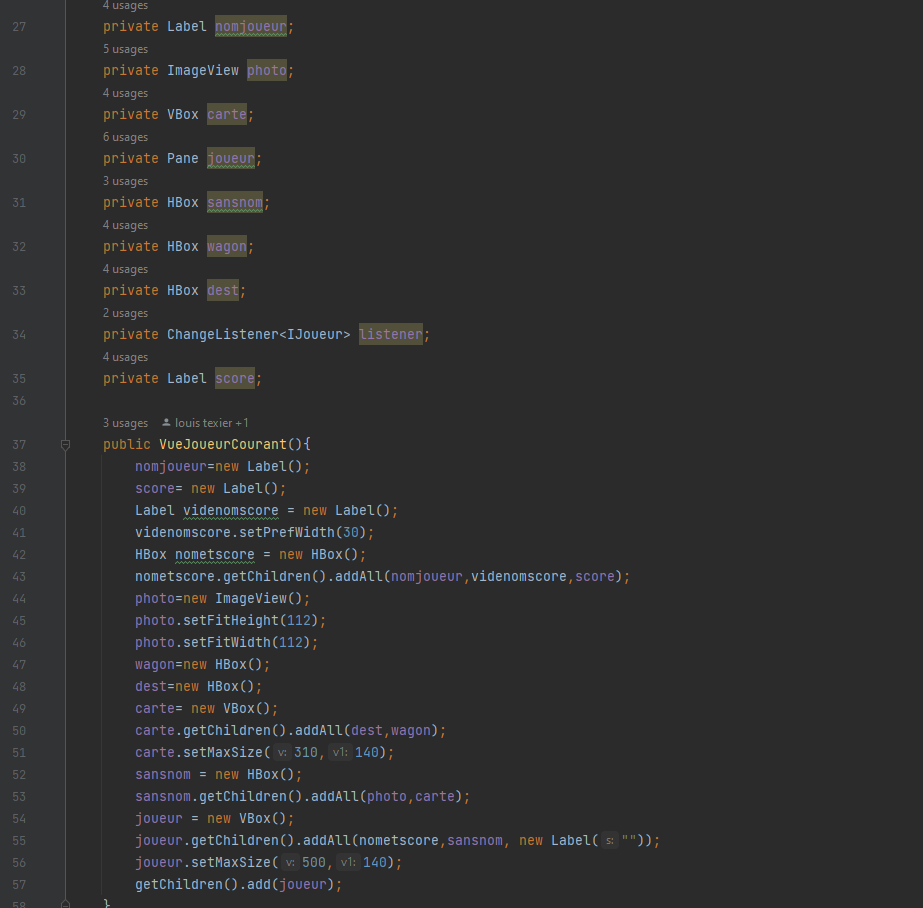 4 usages
27 private Label nomjoueur;
5 usages
28 private ImageView photo;
4 usages
29 private VBox carte;
6 usages
30 private Pane joueur;
3 usages
31 private HBox sansnom;
4 usages
32 private HBox wagon;
4 usages
33 private HBox dest;
2 usages
34 private ChangeListener<IJoueur> listener;
4 usages
35 private Label score;
36
3 usages louis texier +1
37 public VueJoueurCourant(){
38 nomjoueur=new Label();
39 score= new Label();
40 Label videnomscore = new Label();
41 videnomscore.setPrefWidth(30);
42 HBox nometscore = new HBox();
43 nometscore.getChildren().addAll(nomjoueur,videnomscore,score);
44 photo=new ImageView();
45 photo.setFitHeight(112);
46 photo.setFitWidth(112);
47 wagon=new HBox();
48 dest=new HBox();
49 carte= new VBox();
50 carte.getChildren().addAll(dest,wagon);
51 carte.setMaxSize( v: 310, v1: 140);
52 sansnom = new HBox();
53 sansnom.getChildren().addAll(photo,carte);
54 joueur = new VBox();
55 joueur.getChildren().addAll(nometscore,sansnom, new Label( s: ""));
56 joueur.setMaxSize( v: 500, v1: 140);
57 getChildren().add(joueur);
58 }